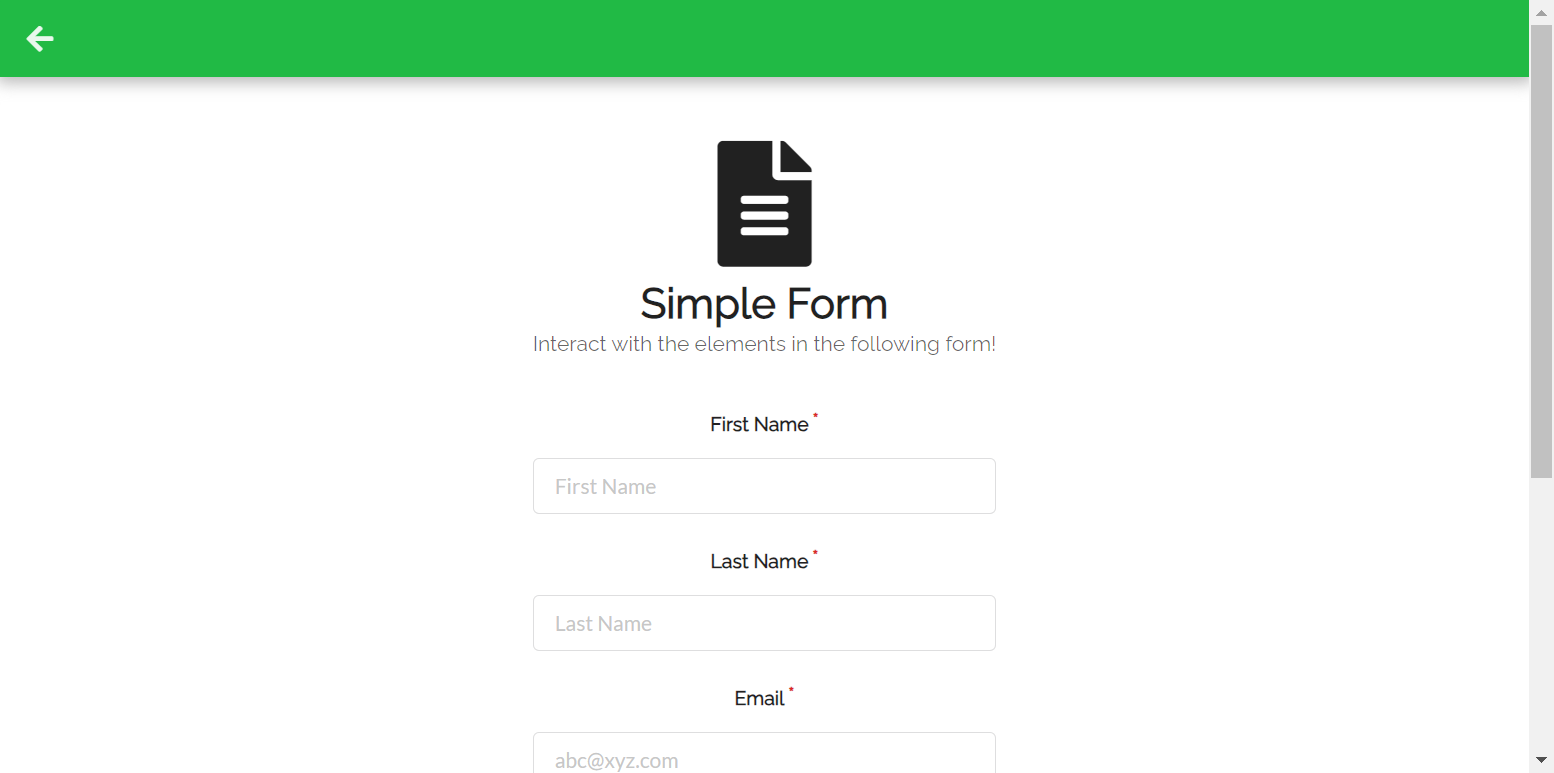 Simple Form
Interact with the elements in the following form!
First Name *
First Name
Last Name *
Last Name
Email *
abc@xyz.com